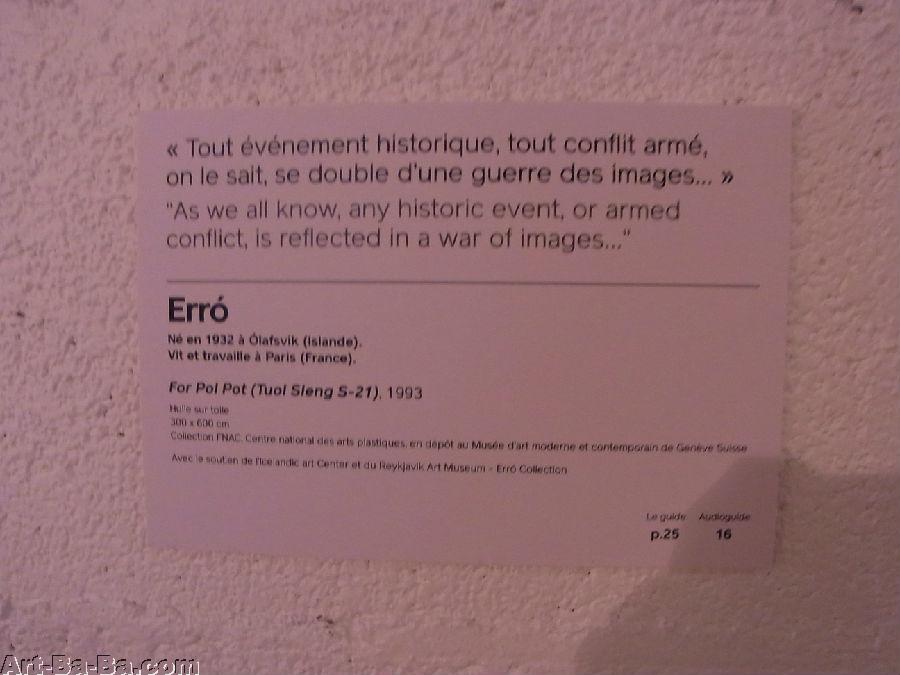 « Tout événement historique, tout conflit armé,
on le sait, se double d'une guerre des images... »
"As we all know, any historic event, or armed
conflict, is reflected in a war of images..."
Erró
Né en 1932 à Ólafsvik (Islande).
Vit et travaille à Paris (France).
For Pol Pot (Tuol Sleng S-21), 1993
Huile sur toile
300 x 600 cm
Collection FNAC, Centre national des arts plastiques, en dépôt au Musée d'art moderne et contemporain de Genève Suisse
Avec le soutien de l'Icelandic art Center et du Reykjavik Art Museum - Erró Collection
Le guide Audioguide
p.25 16
Art-Ba-Ba.com